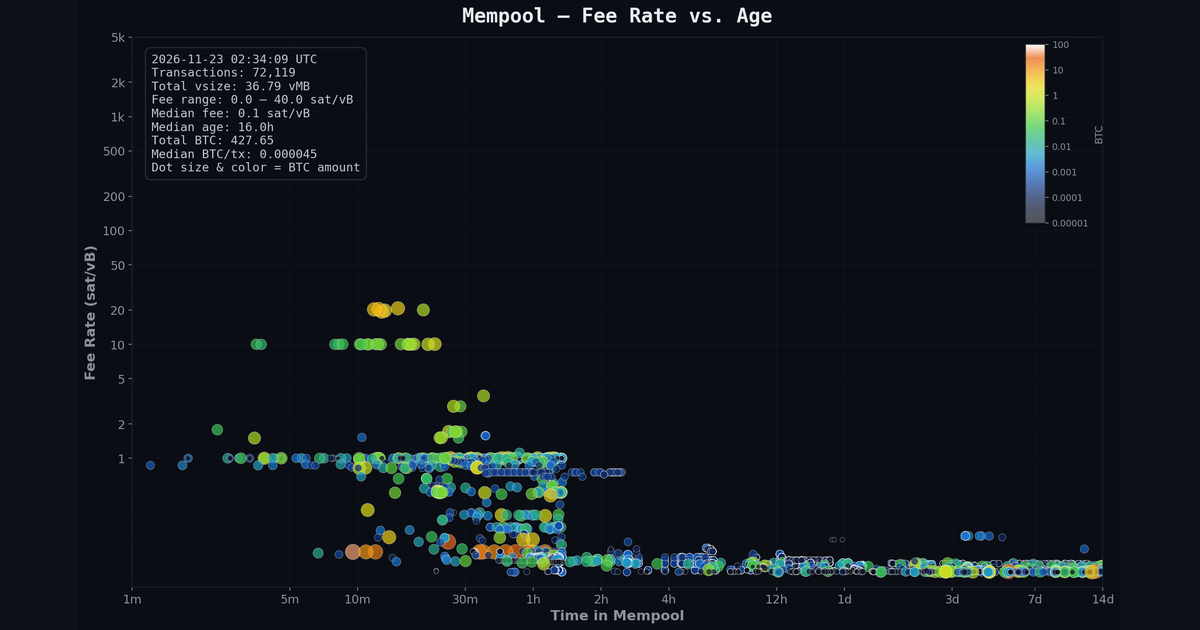 Mempool — Fee Rate vs. Age
2026-11-23 02:34:09 UTC
Transactions: 72,119
Total vsize: 36.79 vMB
Fee range: 0.0 – 40.0 sat/vB
Median fee: 0.1 sat/vB
Median age: 16.0h
Total BTC: 427.65
Median BTC/tx: 0.000045
Dot size & color = BTC amount
5k
2k
1k
500
200
100
50
20
10
5
2
1
Fee Rate (sat/vB)
100
10
1
0.1
0.01
0.001
0.0001
0.00001
BTC
1m 5m 10m 30m 1h 2h 4h 12h 1d 3d 7d 14d
Time in Mempool